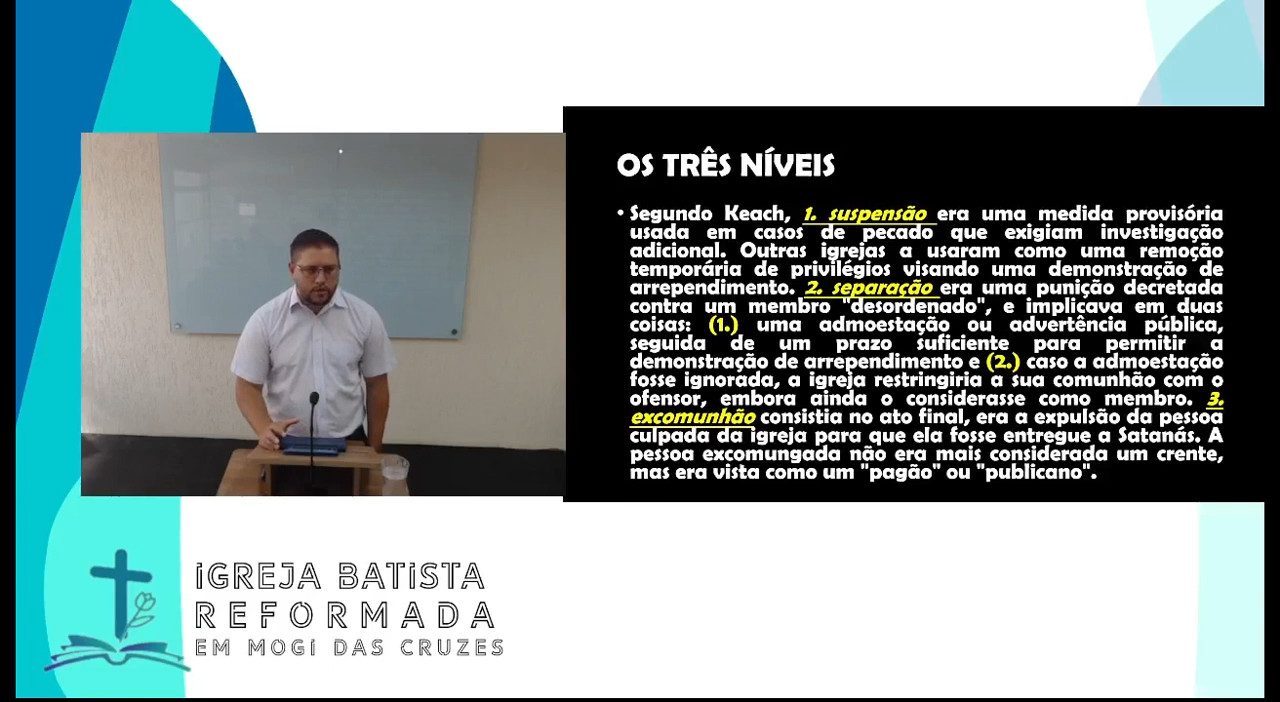 OS TRÊS NÍVEIS
• Segundo Keach, 1. suspensão era uma medida provisória
usada em casos de pecado que exigiam investigação
adicional. Outras igrejas a usaram como uma remoção
temporária de privilégios visando uma demonstração de
arrependimento. 2. separação era uma punição decretada
contra um membro "desordenado", e implicava em duas
coisas: (1.) uma admoestação ou advertência pública,
seguida de um prazo suficiente para permitir a
demonstração de arrependimento e (2.) caso a admoestação
fosse ignorada, a igreja restringiria a sua comunhão com o
ofensor, embora ainda o considerasse como membro. 3.
excomunhão consistia no ato final, era a expulsão da pessoa
culpada da igreja para que ela fosse entregue a Satanás. A
pessoa excomungada não era mais considerada um crente,
mas era vista como um "pagão" ou "publicano".
IGREJA BATISTA
REFORMADA
EM MOGI DAS CRUZES